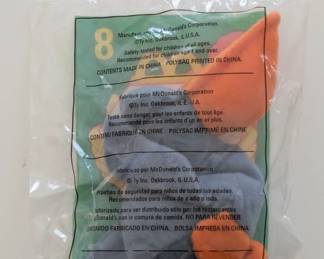 8
Manufactured for McDonald's Corporation
©Ty Inc. Oakbrook, IL U.S.A.
Safety tested for children of all ages.
Recommended for children age 1 and over.
CONTENTS MADE IN CHINA POLYBAG PRINTED IN CHINA.
Fabriqué pour McDonald's Corporation
©Ty Inc. Oakbrook, IL É.-U.A.
Testé sans danger pour les enfants de tout âge.
Recommandé pour les enfants d'un an et plus.
CONTENU FABRIQUÉ EN CHINE POLYSAC IMPRIMÉ EN CHINE.
Fabricado por McDonald's Corporation
© Ty Inc. Oakbrook, IL U.S.A.
Pruebas de seguridad para niños de todas las edades.
Recomendados para niños de 1 año o más.
Autorizado para ser distribuido sólo por los restaurantes
McDonald's con la comida. NO PARA REVENDER.
FABRICADO EN CHINA. BOLSA IMPRESA EN CHINA.